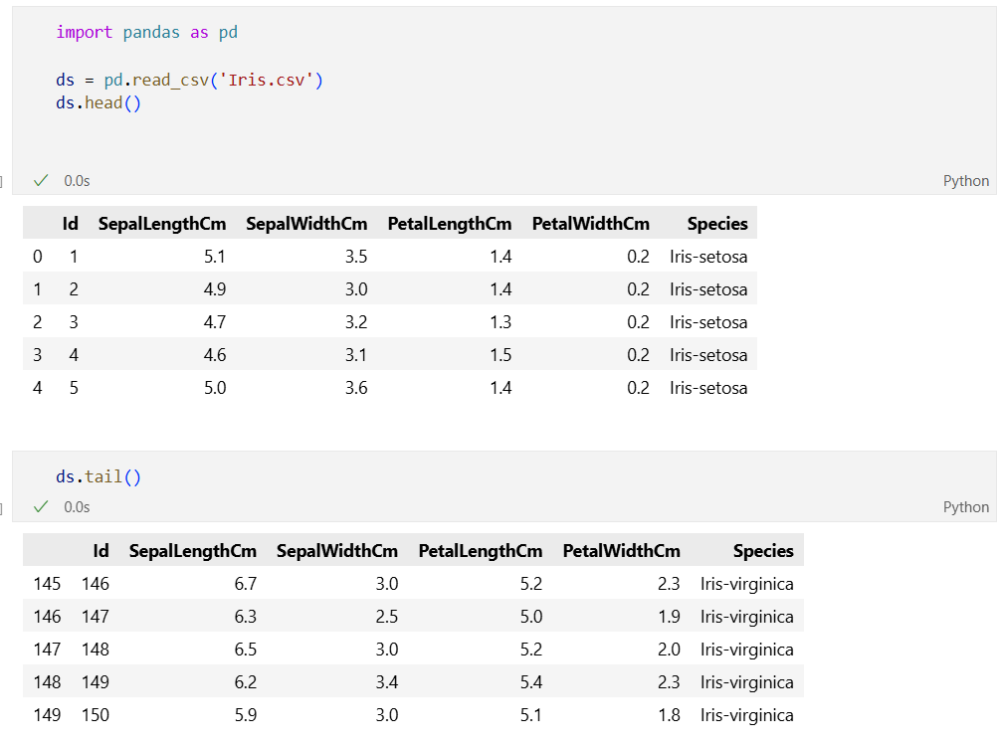 import pandas as pd
ds = pd.read_csv('Iris.csv')
ds.head()
] ✓ 0.0s Python
Id SepalLengthCm SepalWidthCm PetalLengthCm PetalWidthCm Species
0 1 5.1 3.5 1.4 0.2 Iris-setosa
1 2 4.9 3.0 1.4 0.2 Iris-setosa
2 3 4.7 3.2 1.3 0.2 Iris-setosa
3 4 4.6 3.1 1.5 0.2 Iris-setosa
4 5 5.0 3.6 1.4 0.2 Iris-setosa
ds.tail()
] ✓ 0.0s Python
Id SepalLengthCm SepalWidthCm PetalLengthCm PetalWidthCm Species
145 146 6.7 3.0 5.2 2.3 Iris-virginica
146 147 6.3 2.5 5.0 1.9 Iris-virginica
147 148 6.5 3.0 5.2 2.0 Iris-virginica
148 149 6.2 3.4 5.4 2.3 Iris-virginica
149 150 5.9 3.0 5.1 1.8 Iris-virginica